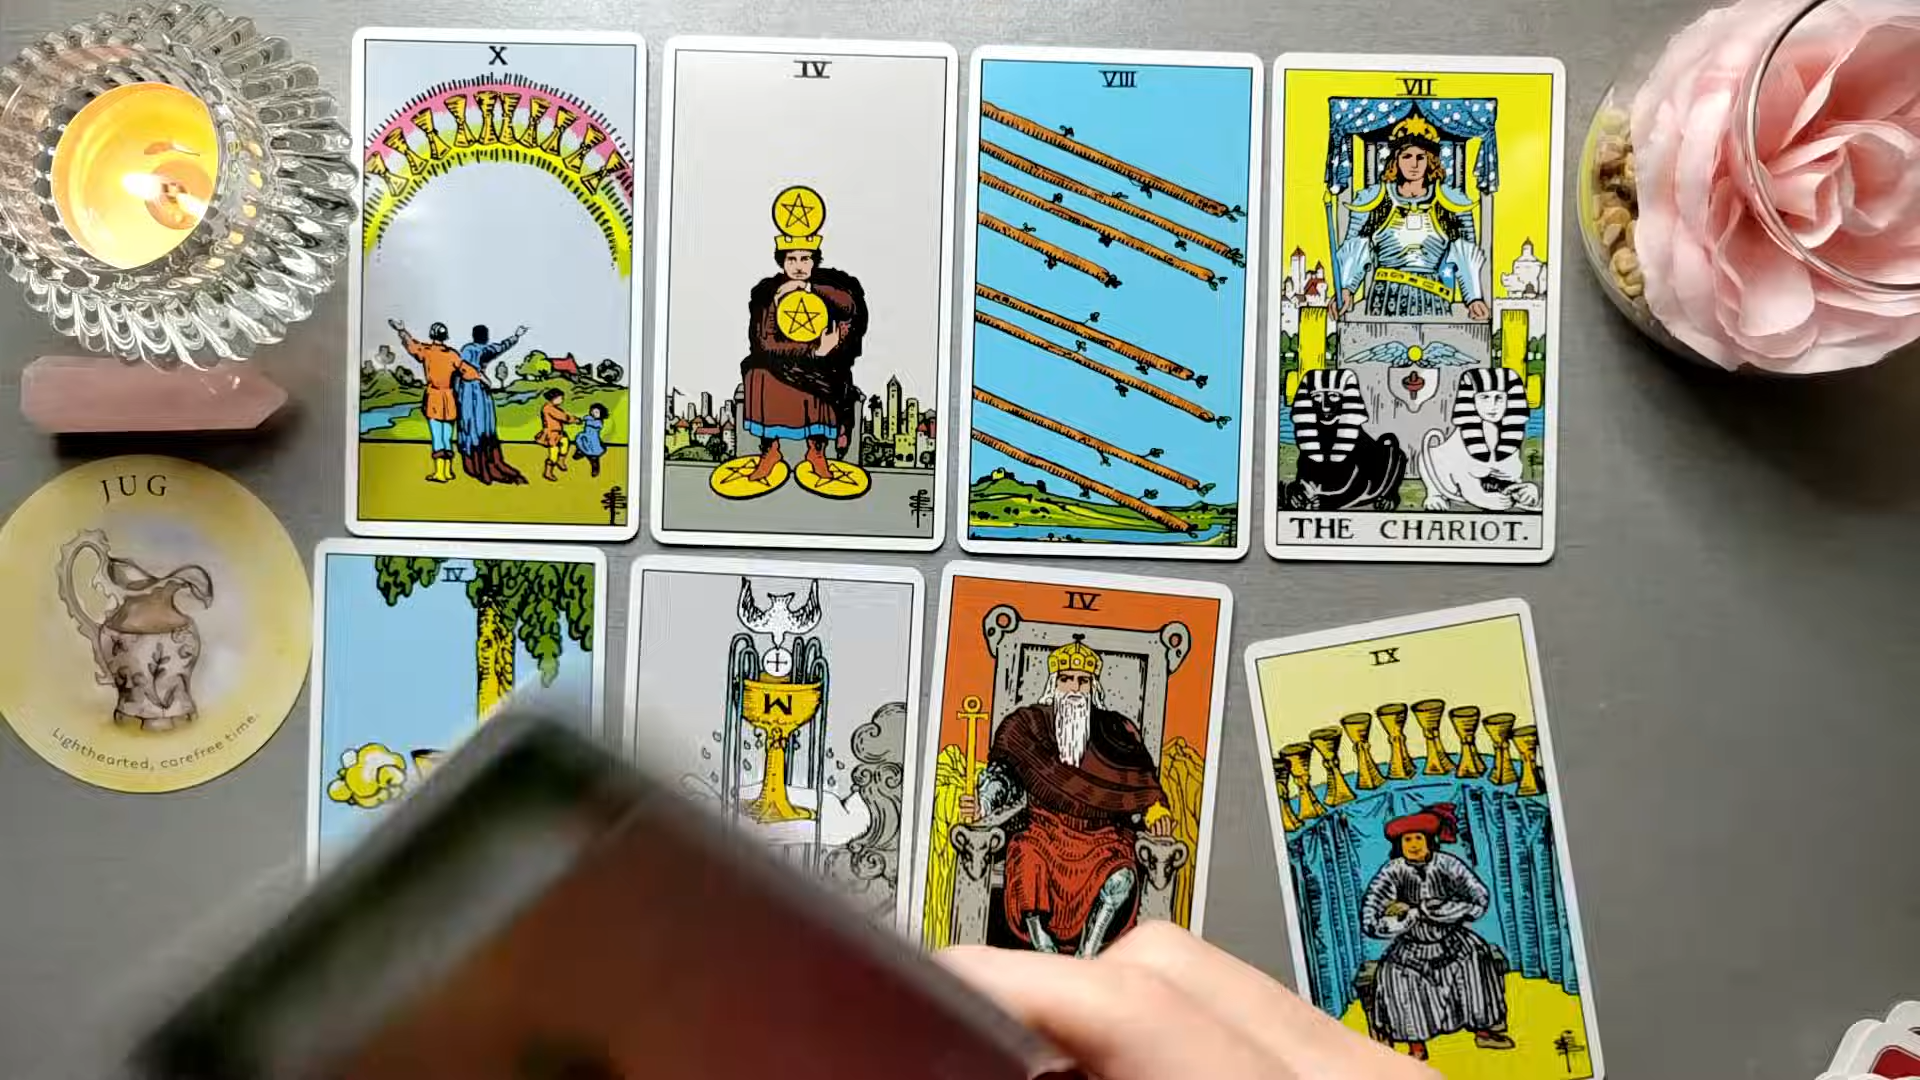 X
IV
VIII
VII
THE CHARIOT.
JUG
Lighthearted, carefree time.
IV
W
IV
IX